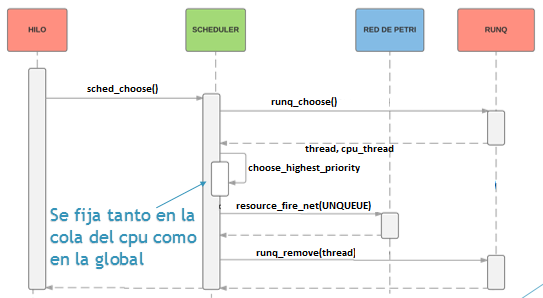 HILO
SCHEDULER
RED DE PETRI
RUNQ
sched_choose()
runq_choose()
thread, cpu_thread
choose_highest_priority
resource_fire_net(UNQUEUE)
Se fija tanto en la
cola del cpu como
en la global
runq_remove(thread)